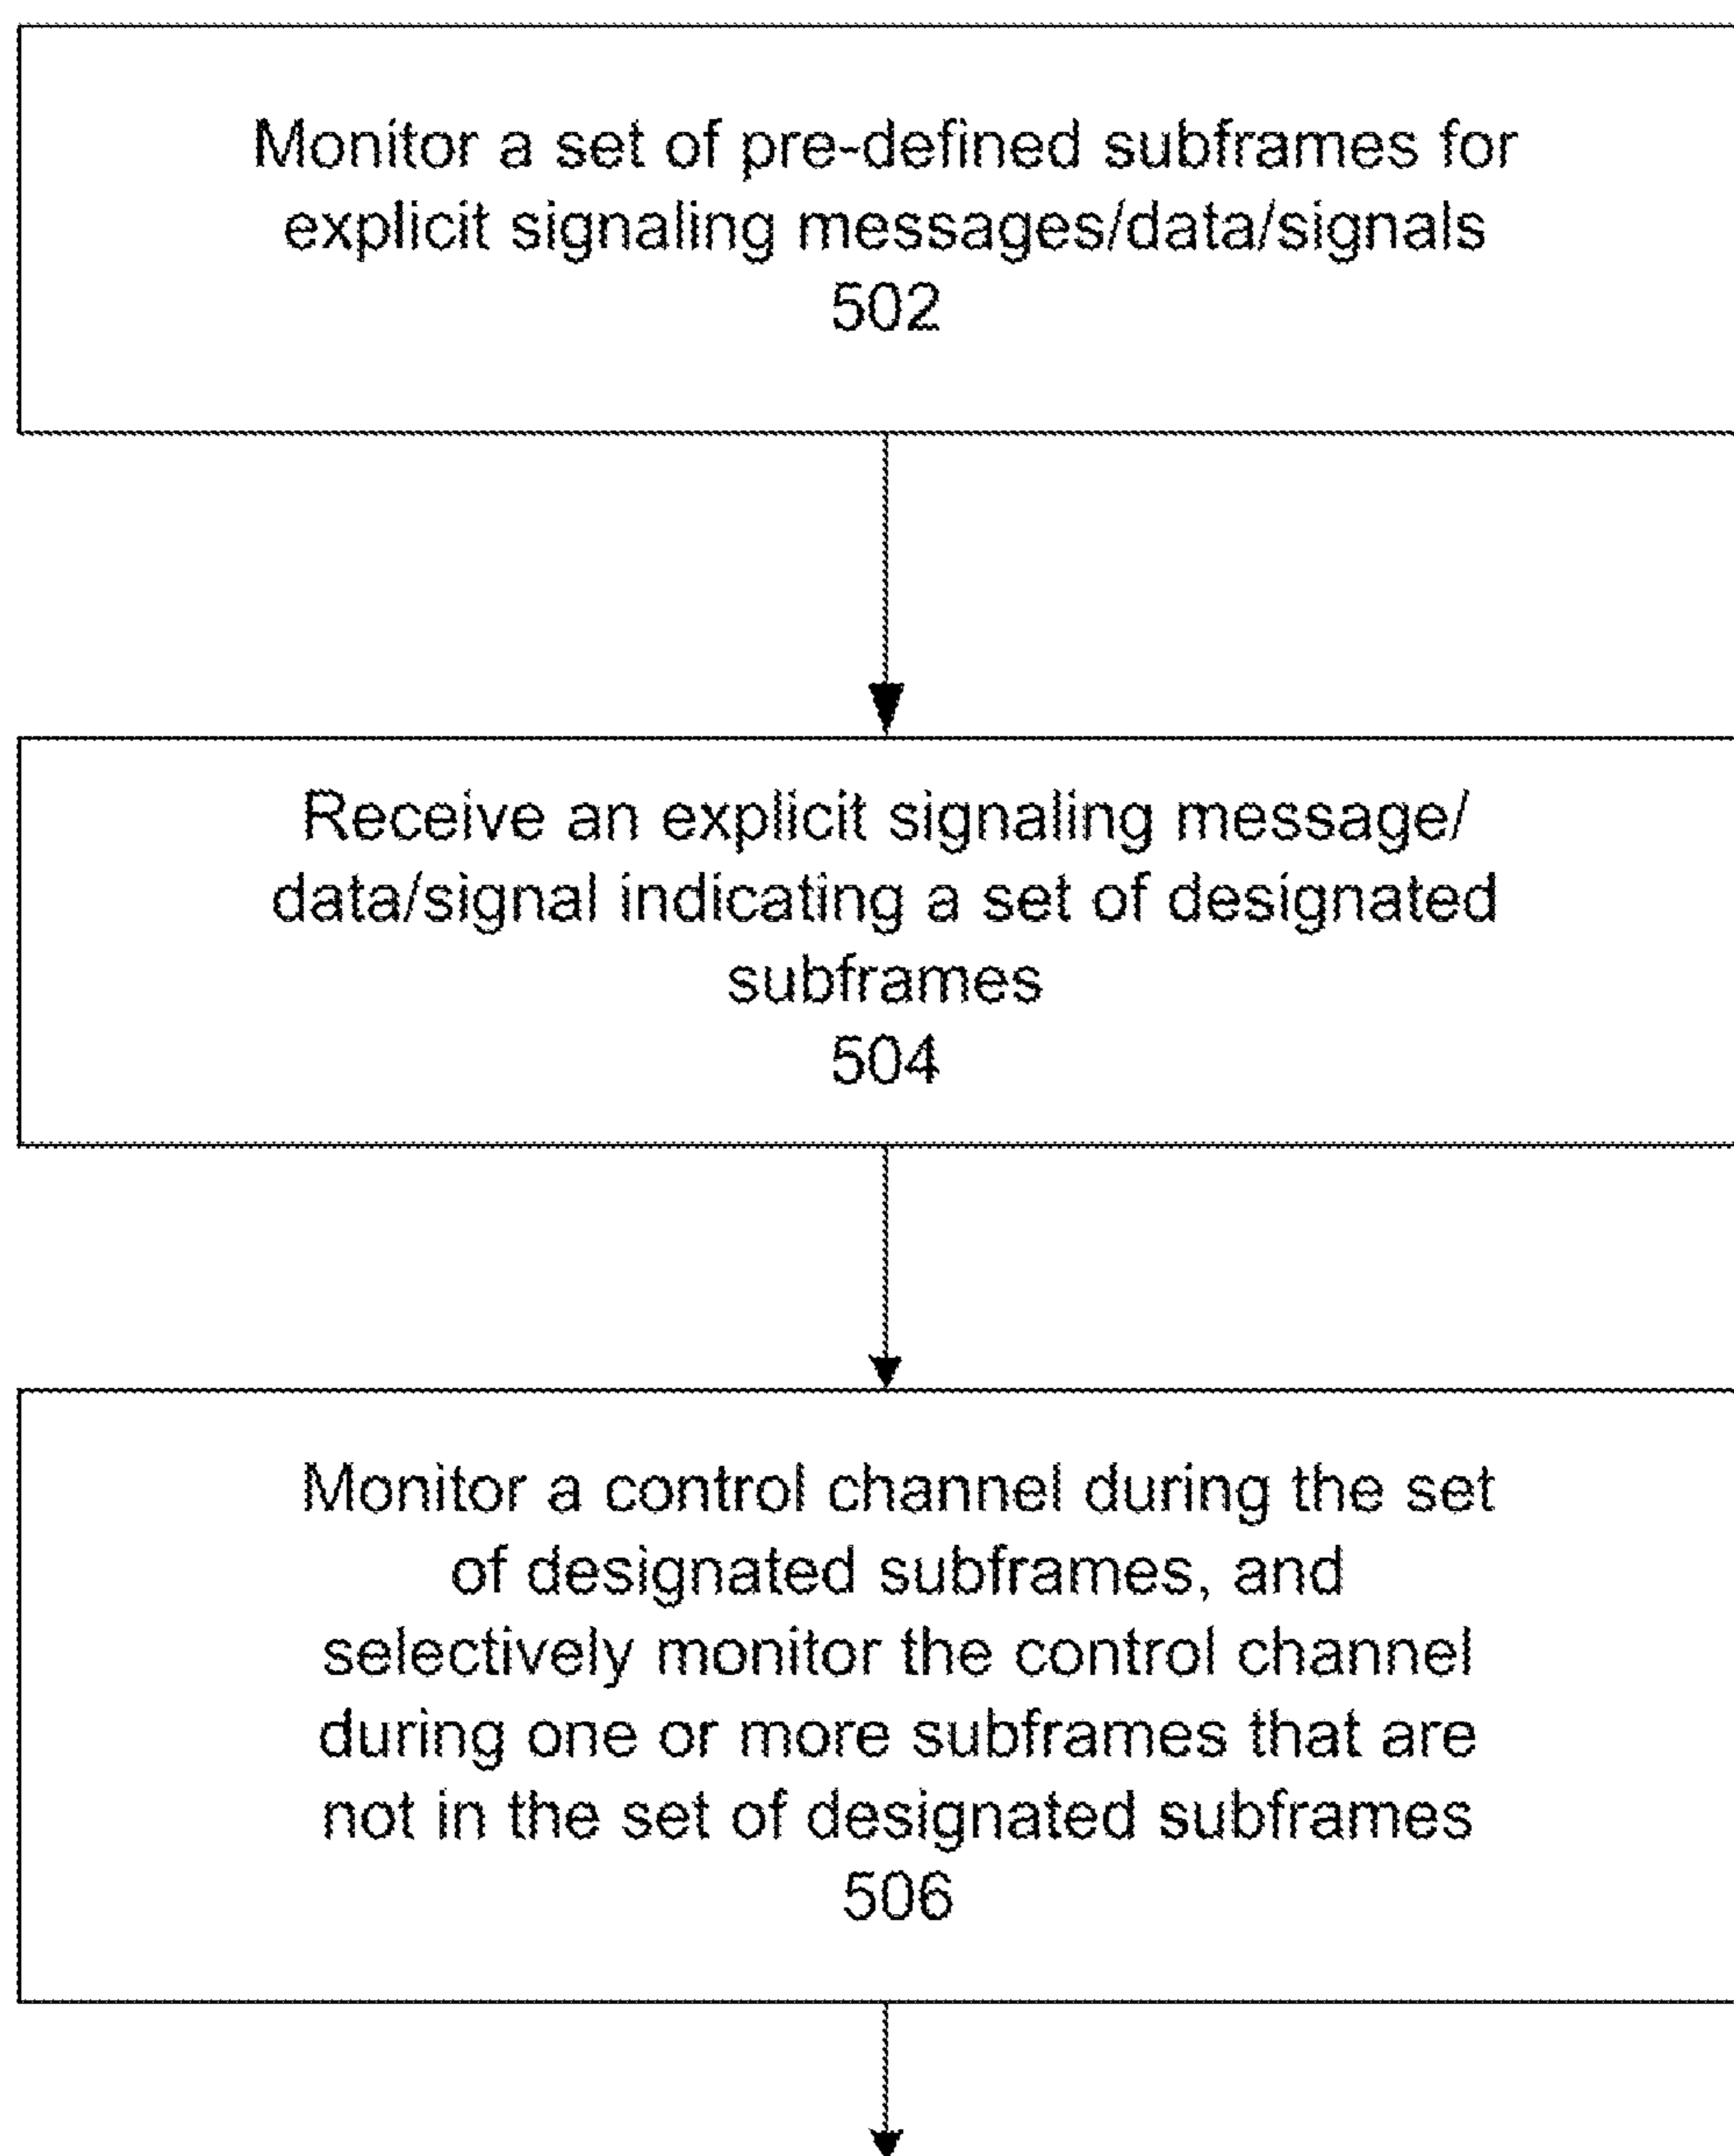 Monitor a set of pre-defined subframes for
explicit signaling messages/data/signals
502
Receive an explicit signaling message/
data/signal indicating a set of designated
subframes
504
Monitor a control channel during the set
of designated subframes, and
selectively monitor the control channel
during one or more subframes that are
not in the set of designated subframes
506